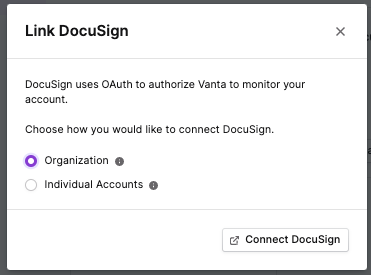 Link DocuSign
DocuSign uses OAuth to authorize Vanta to monitor your
account.
Choose how you would like to connect DocuSign.
Organization
Individual Accounts
Connect DocuSign